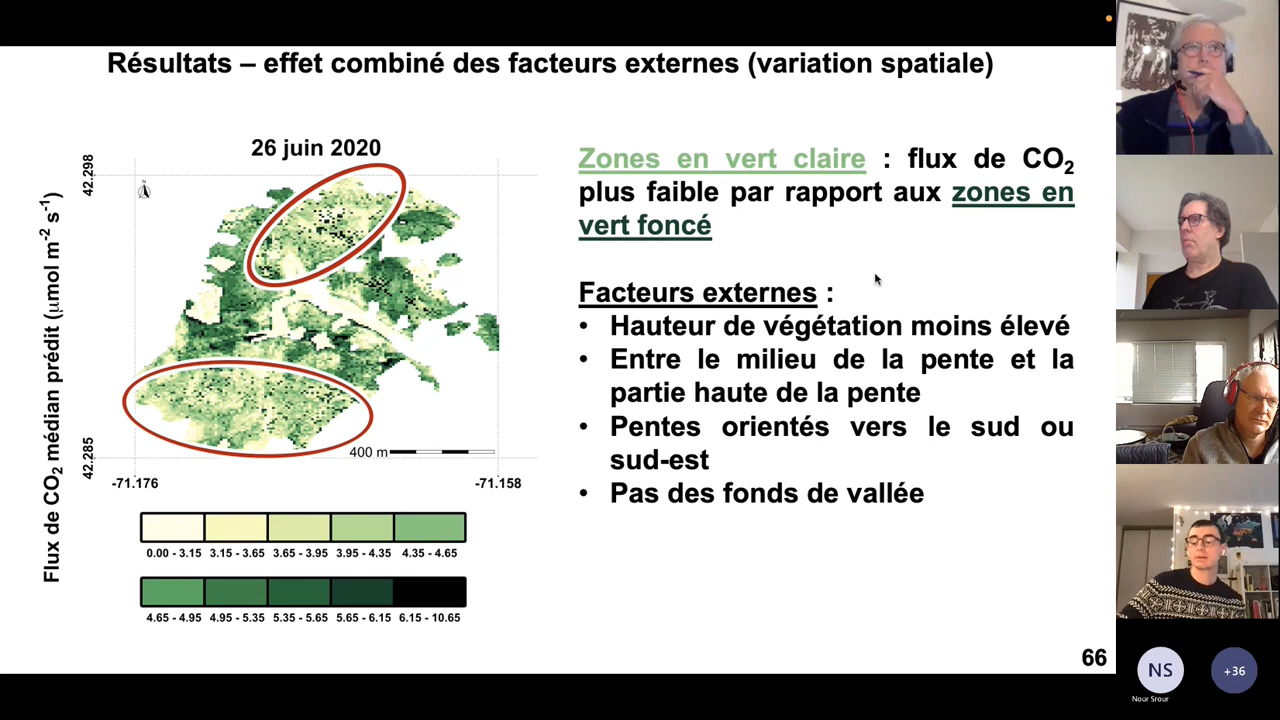 Résultats – effet combiné des facteurs externes (variation spatiale)
26 juin 2020
42.298
42.285
Flux de CO2 médian prédit (µmol m-2 s-1)
N
400 m
-71.176
-71.158
0.00 - 3.15
3.15 - 3.65
3.65 - 3.95
3.95 - 4.35
4.35 - 4.65
4.65 - 4.95
4.95 - 5.35
5.35 - 5.65
5.65 - 6.15
6.15 - 10.65
Zones en vert claire : flux de CO2
plus faible par rapport aux zones en
vert foncé
Facteurs externes :
• Hauteur de végétation moins élevé
• Entre le milieu de la pente et la
partie haute de la pente
• Pentes orientés vers le sud ou
sud-est
• Pas des fonds de vallée
66
NS
Nour Srour
+36